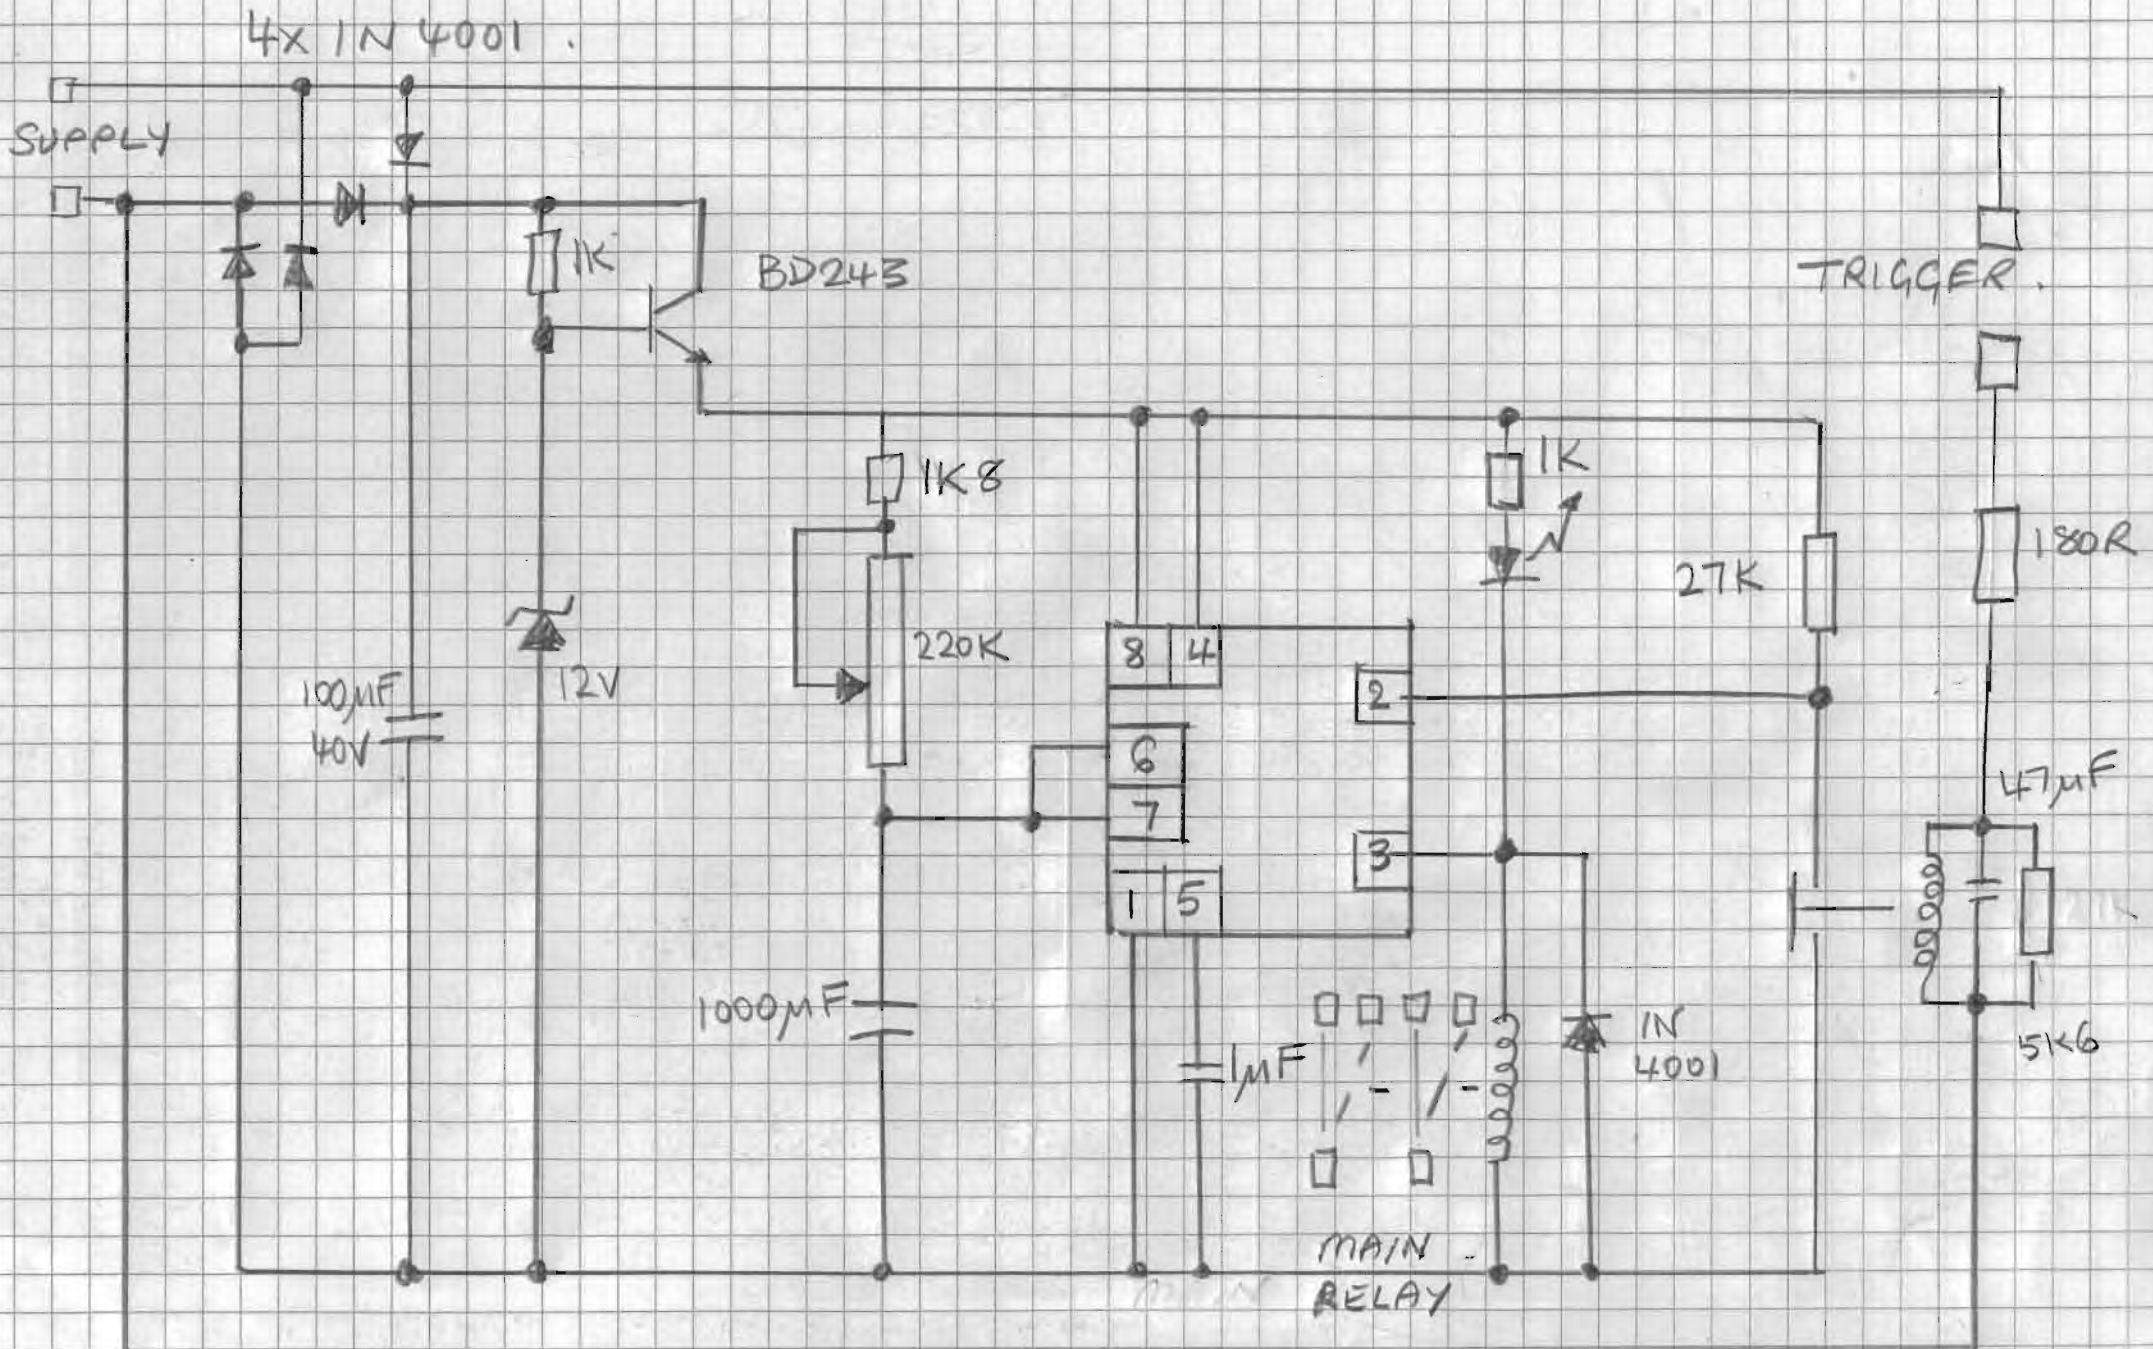 4x IN 4001 .
SUPPLY
1K
BD243
TRIGGER .
1K8
1K
180R
27K
220K
8 4
2
12V
100µF
40V
6
7
47µF
3
1 5
1000µF
1µF
IN
4001
5K6
MAIN
RELAY